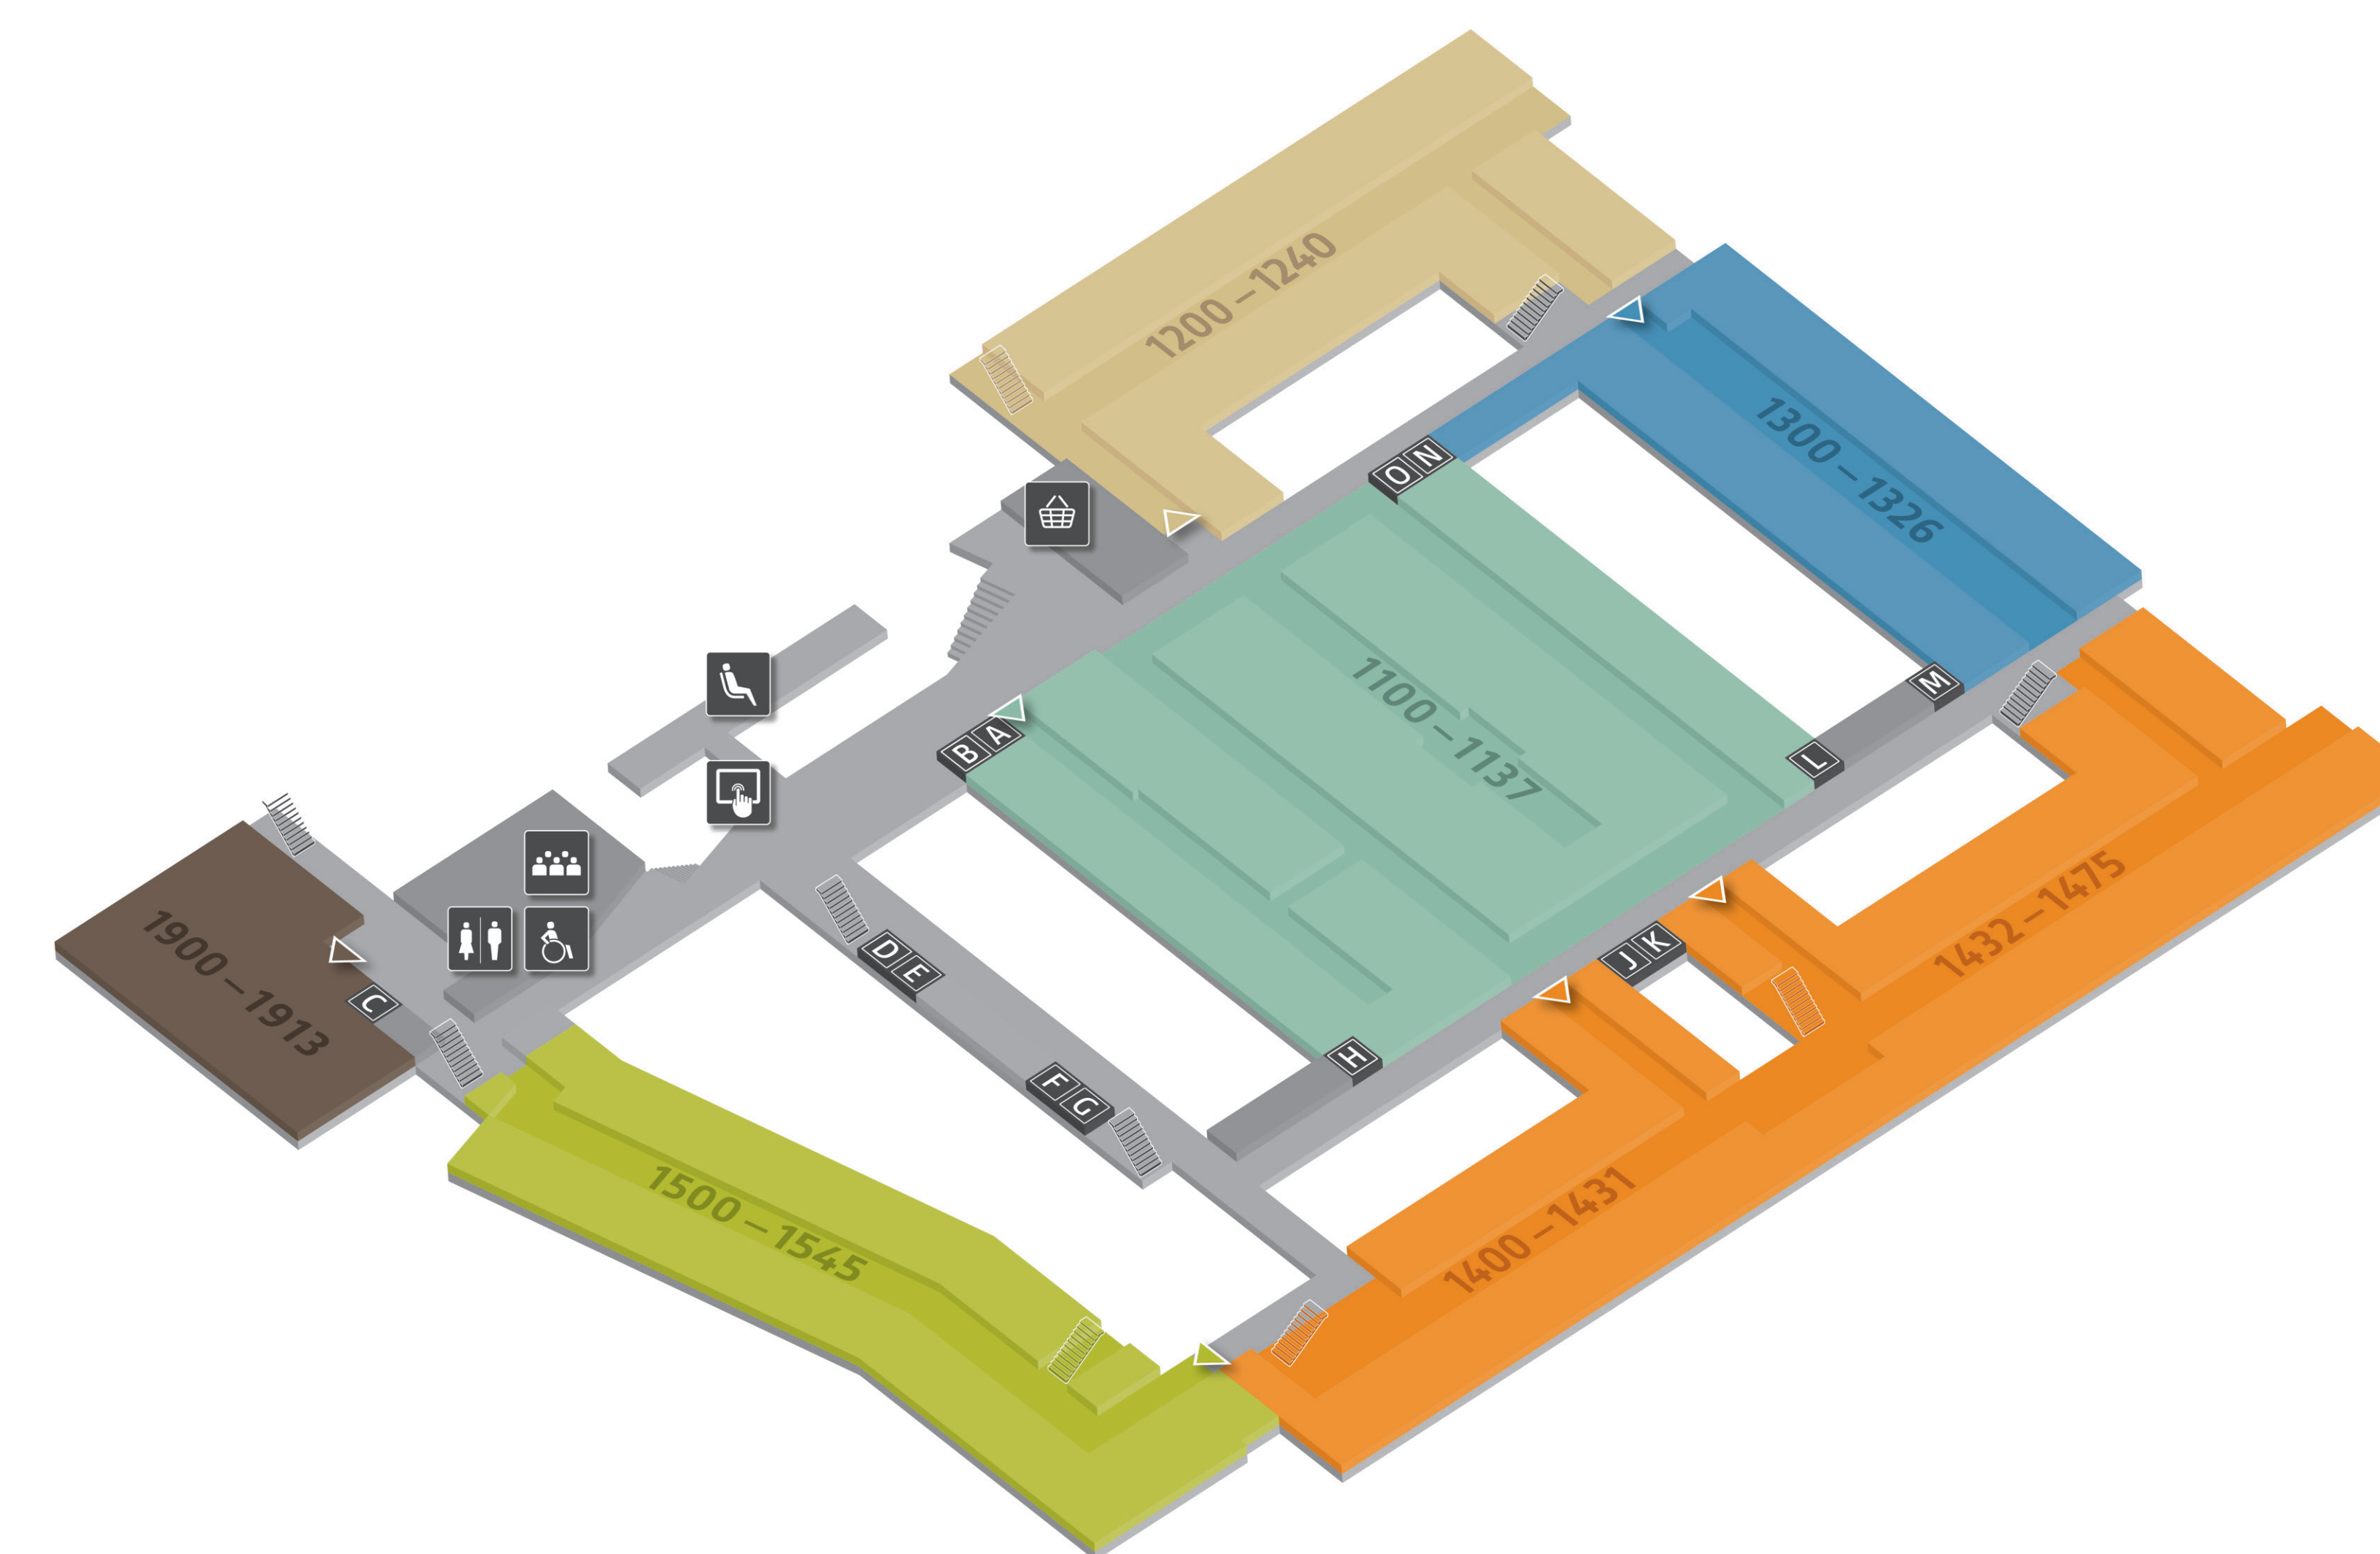 1200 – 1240
O N
1300 – 1326
M
L
1100 – 1137
B A
1432 – 1475
J K
D E
1900 – 1913
C
F G
H
1400 – 1431
1500 – 1545